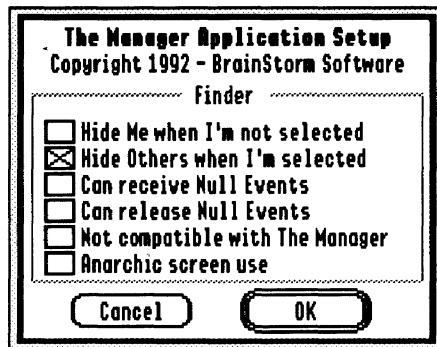 The Manager Application Setup
Copyright 1992 - BrainStorm Software
Finder
Hide Me when I'm not selected
Hide Others when I'm selected
Can receive Null Events
Can release Null Events
Not compatible with The Manager
Anarchic screen use
Cancel OK